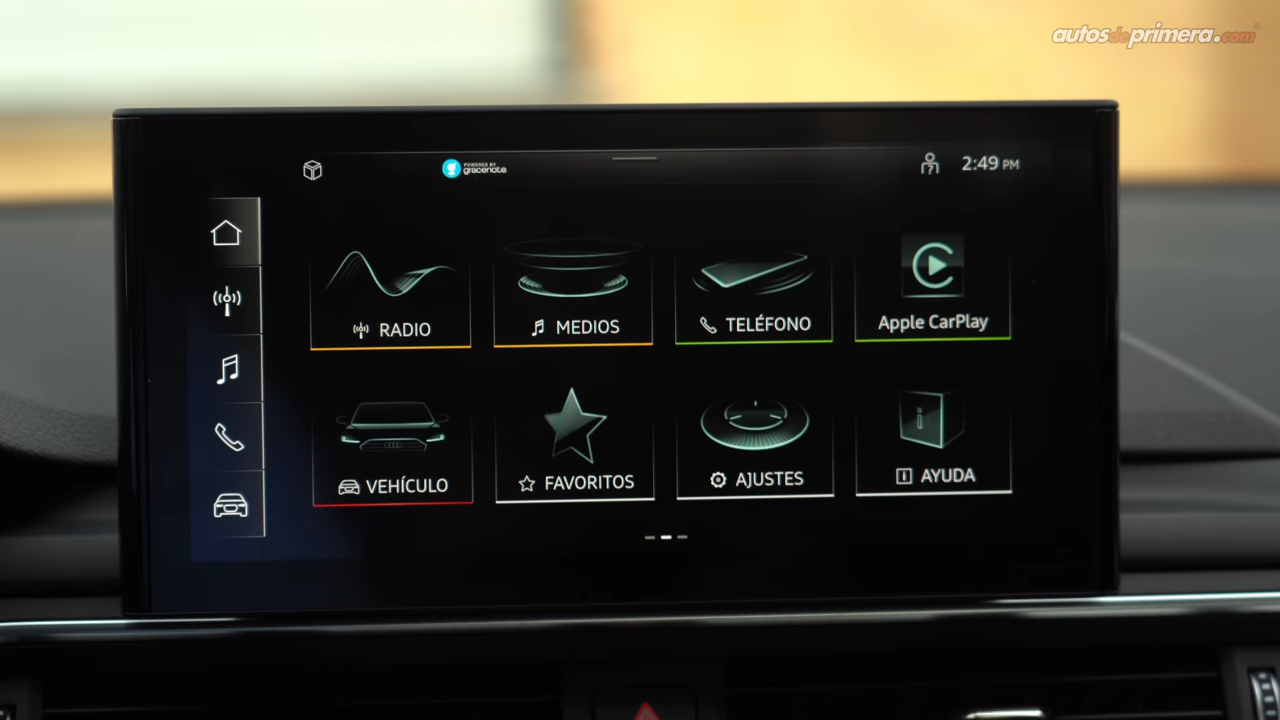 autosdeprimera.com
POWERED BY
gracenote
2:49 PM
RADIO
MEDIOS
TELÉFONO
Apple CarPlay
VEHÍCULO
FAVORITOS
AJUSTES
AYUDA